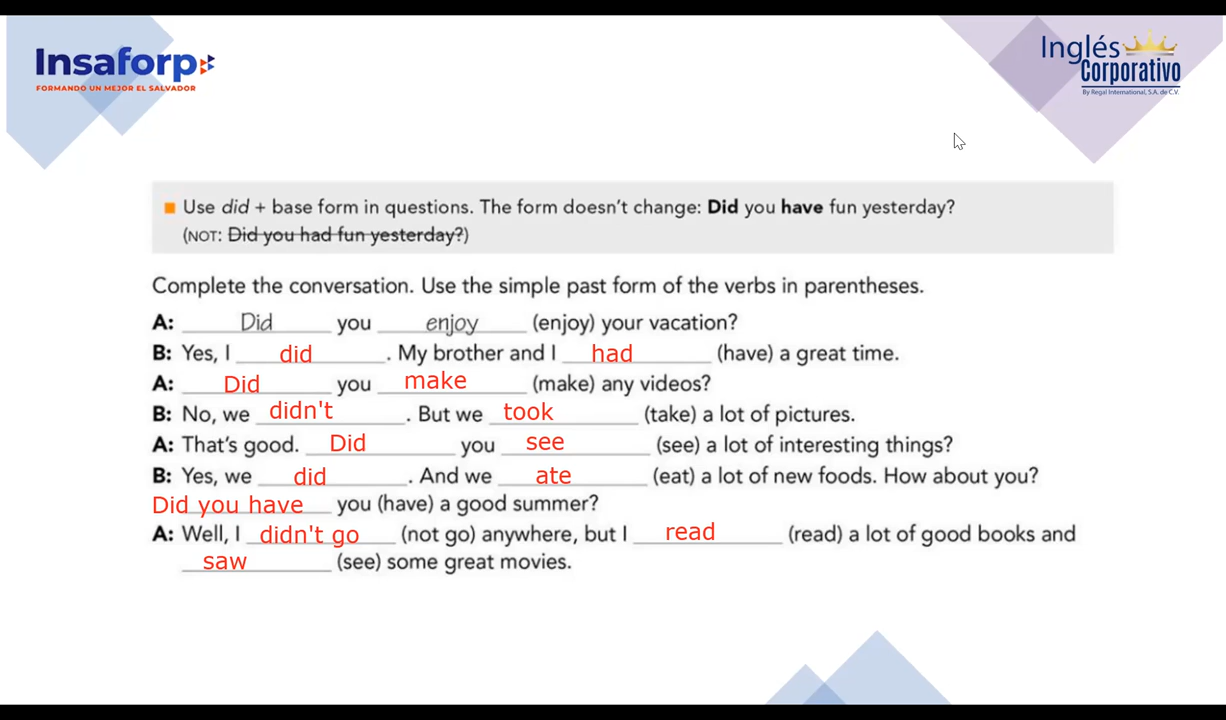 Insaforp
FORMANDO UN MEJOR EL SALVADOR
Inglés
Corporativo
By Regal International, S.A. de C.V.
Use did + base form in questions. The form doesn't change: Did you have fun yesterday?
(NOT: Did you had fun yesterday?)
Complete the conversation. Use the simple past form of the verbs in parentheses.
A: Did you enjoy (enjoy) your vacation?
B: Yes, I did . My brother and I had (have) a great time.
A: Did you make (make) any videos?
B: No, we didn't . But we took (take) a lot of pictures.
A: That's good. Did you see (see) a lot of interesting things?
B: Yes, we did . And we ate (eat) a lot of new foods. How about you?
Did you have you (have) a good summer?
A: Well, I didn't go (not go) anywhere, but I read (read) a lot of good books and
saw (see) some great movies.